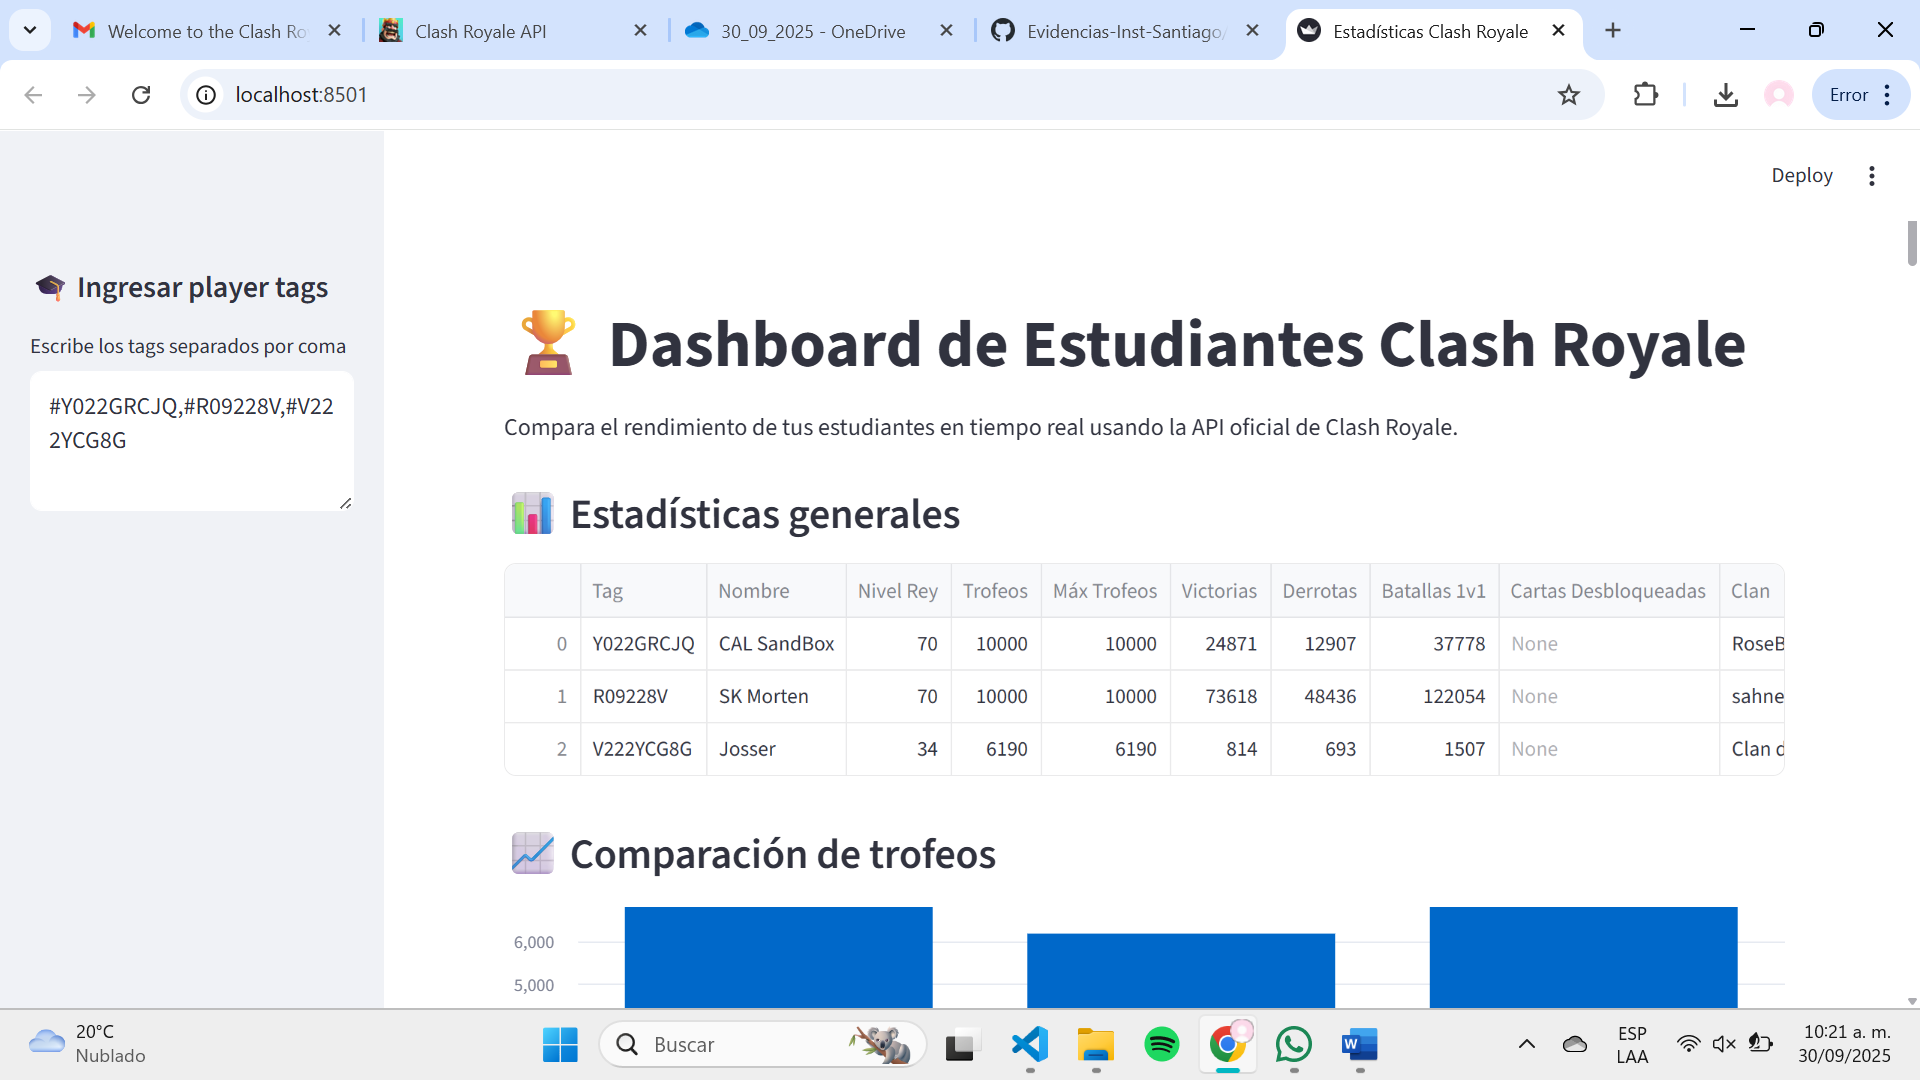 Welcome to the Clash Ro
Clash Royale API
30_09_2025 - OneDrive
Evidencias-Inst-Santiago/
Estadísticas Clash Royale
localhost:8501
Error
Deploy
Ingresar player tags
Escribe los tags separados por coma
#Y022GRCJQ,#R09228V,#V22
2YCG8G
Dashboard de Estudiantes Clash Royale
Compara el rendimiento de tus estudiantes en tiempo real usando la API oficial de Clash Royale.
Estadísticas generales
Tag Nombre Nivel Rey Trofeos Máx Trofeos Victorias Derrotas Batallas 1v1 Cartas Desbloqueadas Clan
0 Y022GRCJQ CAL SandBox 70 10000 10000 24871 12907 37778 None RoseB
1 R09228V SK Morten 70 10000 10000 73618 48436 122054 None sahne
2 V222YCG8G Josser 34 6190 6190 814 693 1507 None Clan d
Comparación de trofeos
6,000
5,000
20°C
Nublado
Buscar
W
ESP
LAA
10:21 a. m.
30/09/2025